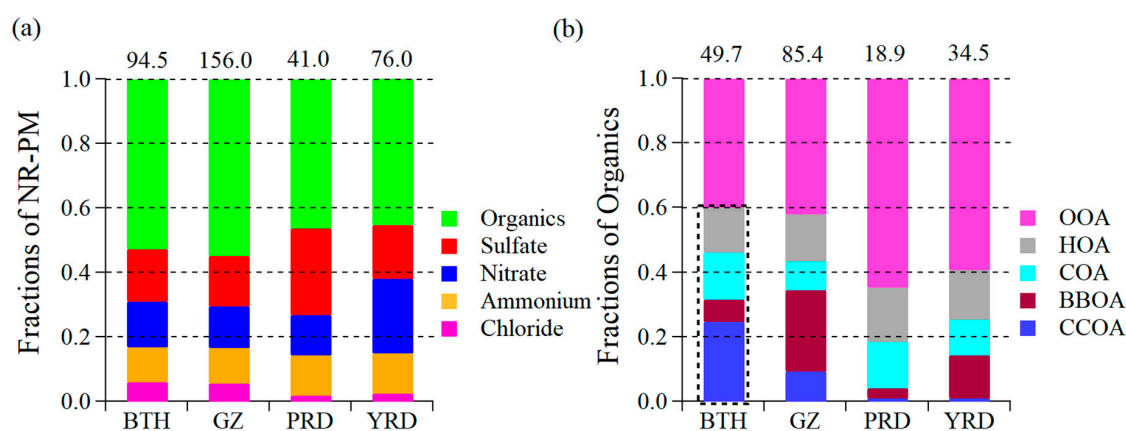 (a)
94.5 156.0 41.0 76.0
Fractions of NR-PM
1.0
0.8
0.6
0.4
0.2
0.0
BTH GZ PRD YRD
Organics
Sulfate
Nitrate
Ammonium
Chloride
(b)
49.7 85.4 18.9 34.5
Fractions of Organics
1.0
0.8
0.6
0.4
0.2
0.0
BTH GZ PRD YRD
OOA
HOA
COA
BBOA
CCOA